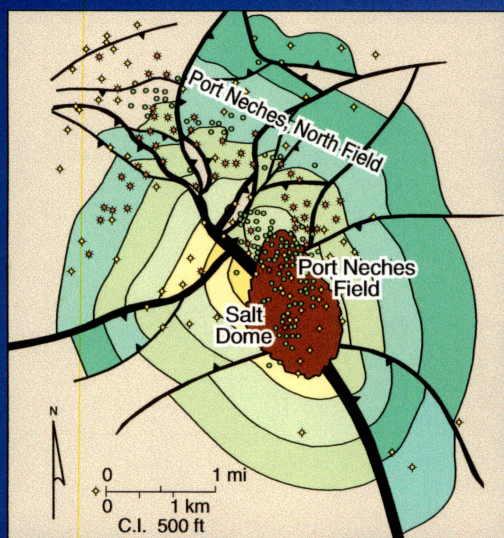 Port Neches, North Field
Port Neches
Field
Salt
Dome
N
0 1 mi
0 1 km
C.I. 500 ft